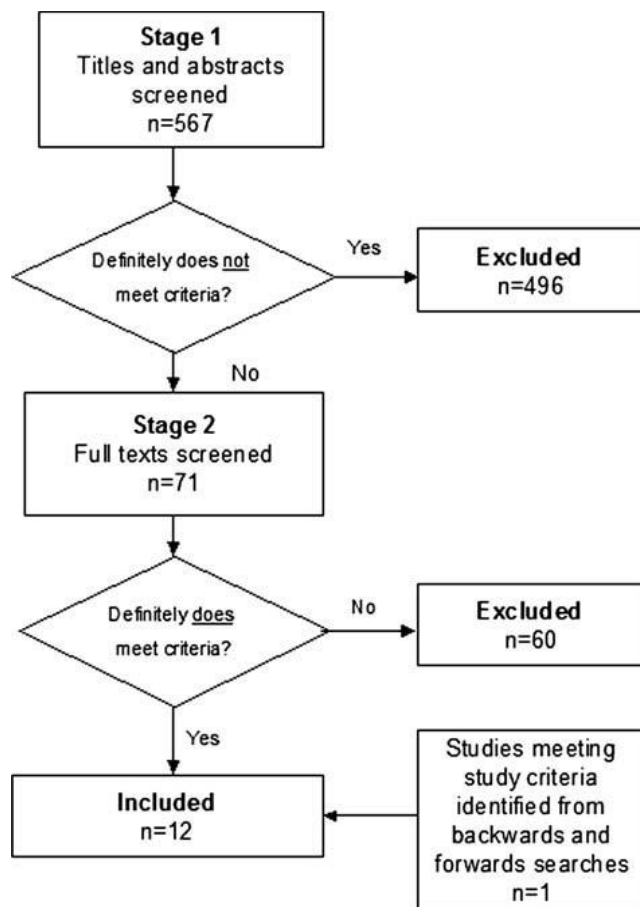 Stage 1
Titles and abstracts
screened
n=567
Definitely does not
meet criteria?
Yes
Excluded
n=496
No
Stage 2
Full texts screened
n=71
Definitely does
meet criteria?
No
Excluded
n=60
Yes
Included
n=12
Studies meeting
study criteria
identified from
backwards and
forwards searches
n=1